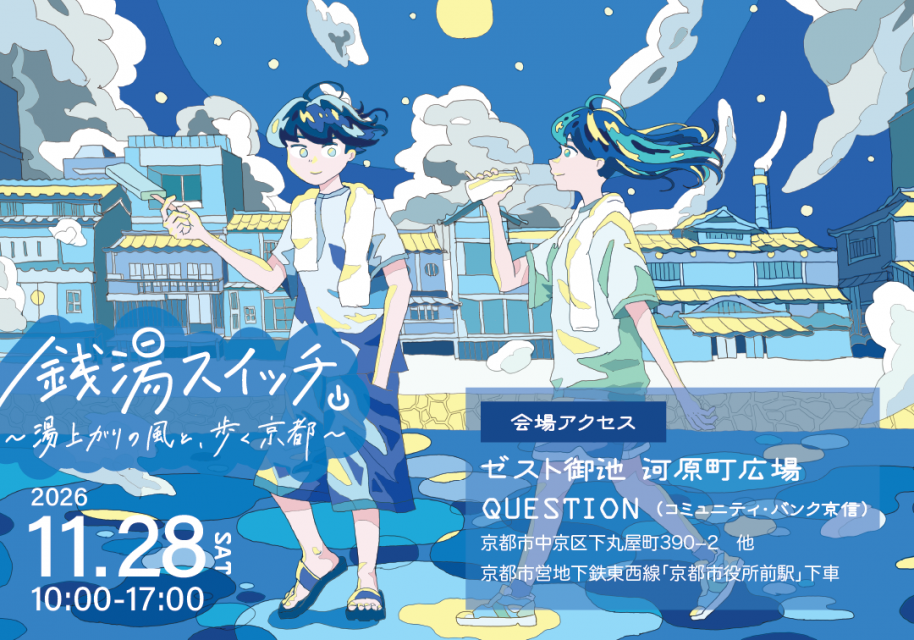 銭湯スイッチ
～湯上がりの風と、歩く京都～
2026
11.28 SAT
10:00-17:00
会場アクセス
ゼスト御池 河原町広場
QUESTION（コミュニティ・バンク京信）
京都市中京区下丸屋町390−2　他
京都市営地下鉄東西線「京都市役所前駅」下車